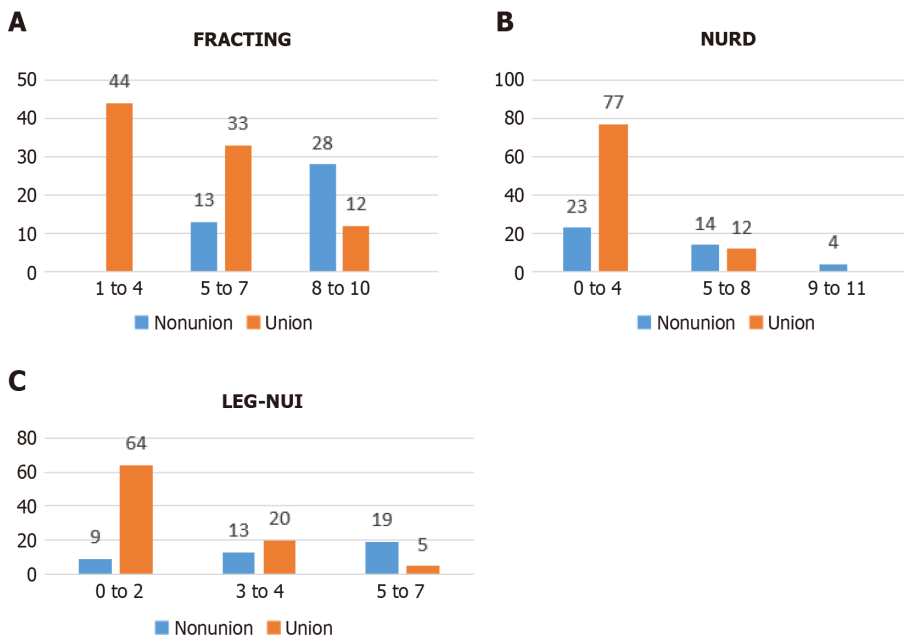 A
FRACTING
50
40
30
20
10
0
44
13
33
28
12
1 to 4
5 to 7
8 to 10
Nonunion
Union
B
NURD
100
80
60
40
20
0
23
77
14
12
4
0 to 4
5 to 8
9 to 11
Nonunion
Union
C
LEG-NUI
80
60
40
20
0
9
64
13
20
19
5
0 to 2
3 to 4
5 to 7
Nonunion
Union